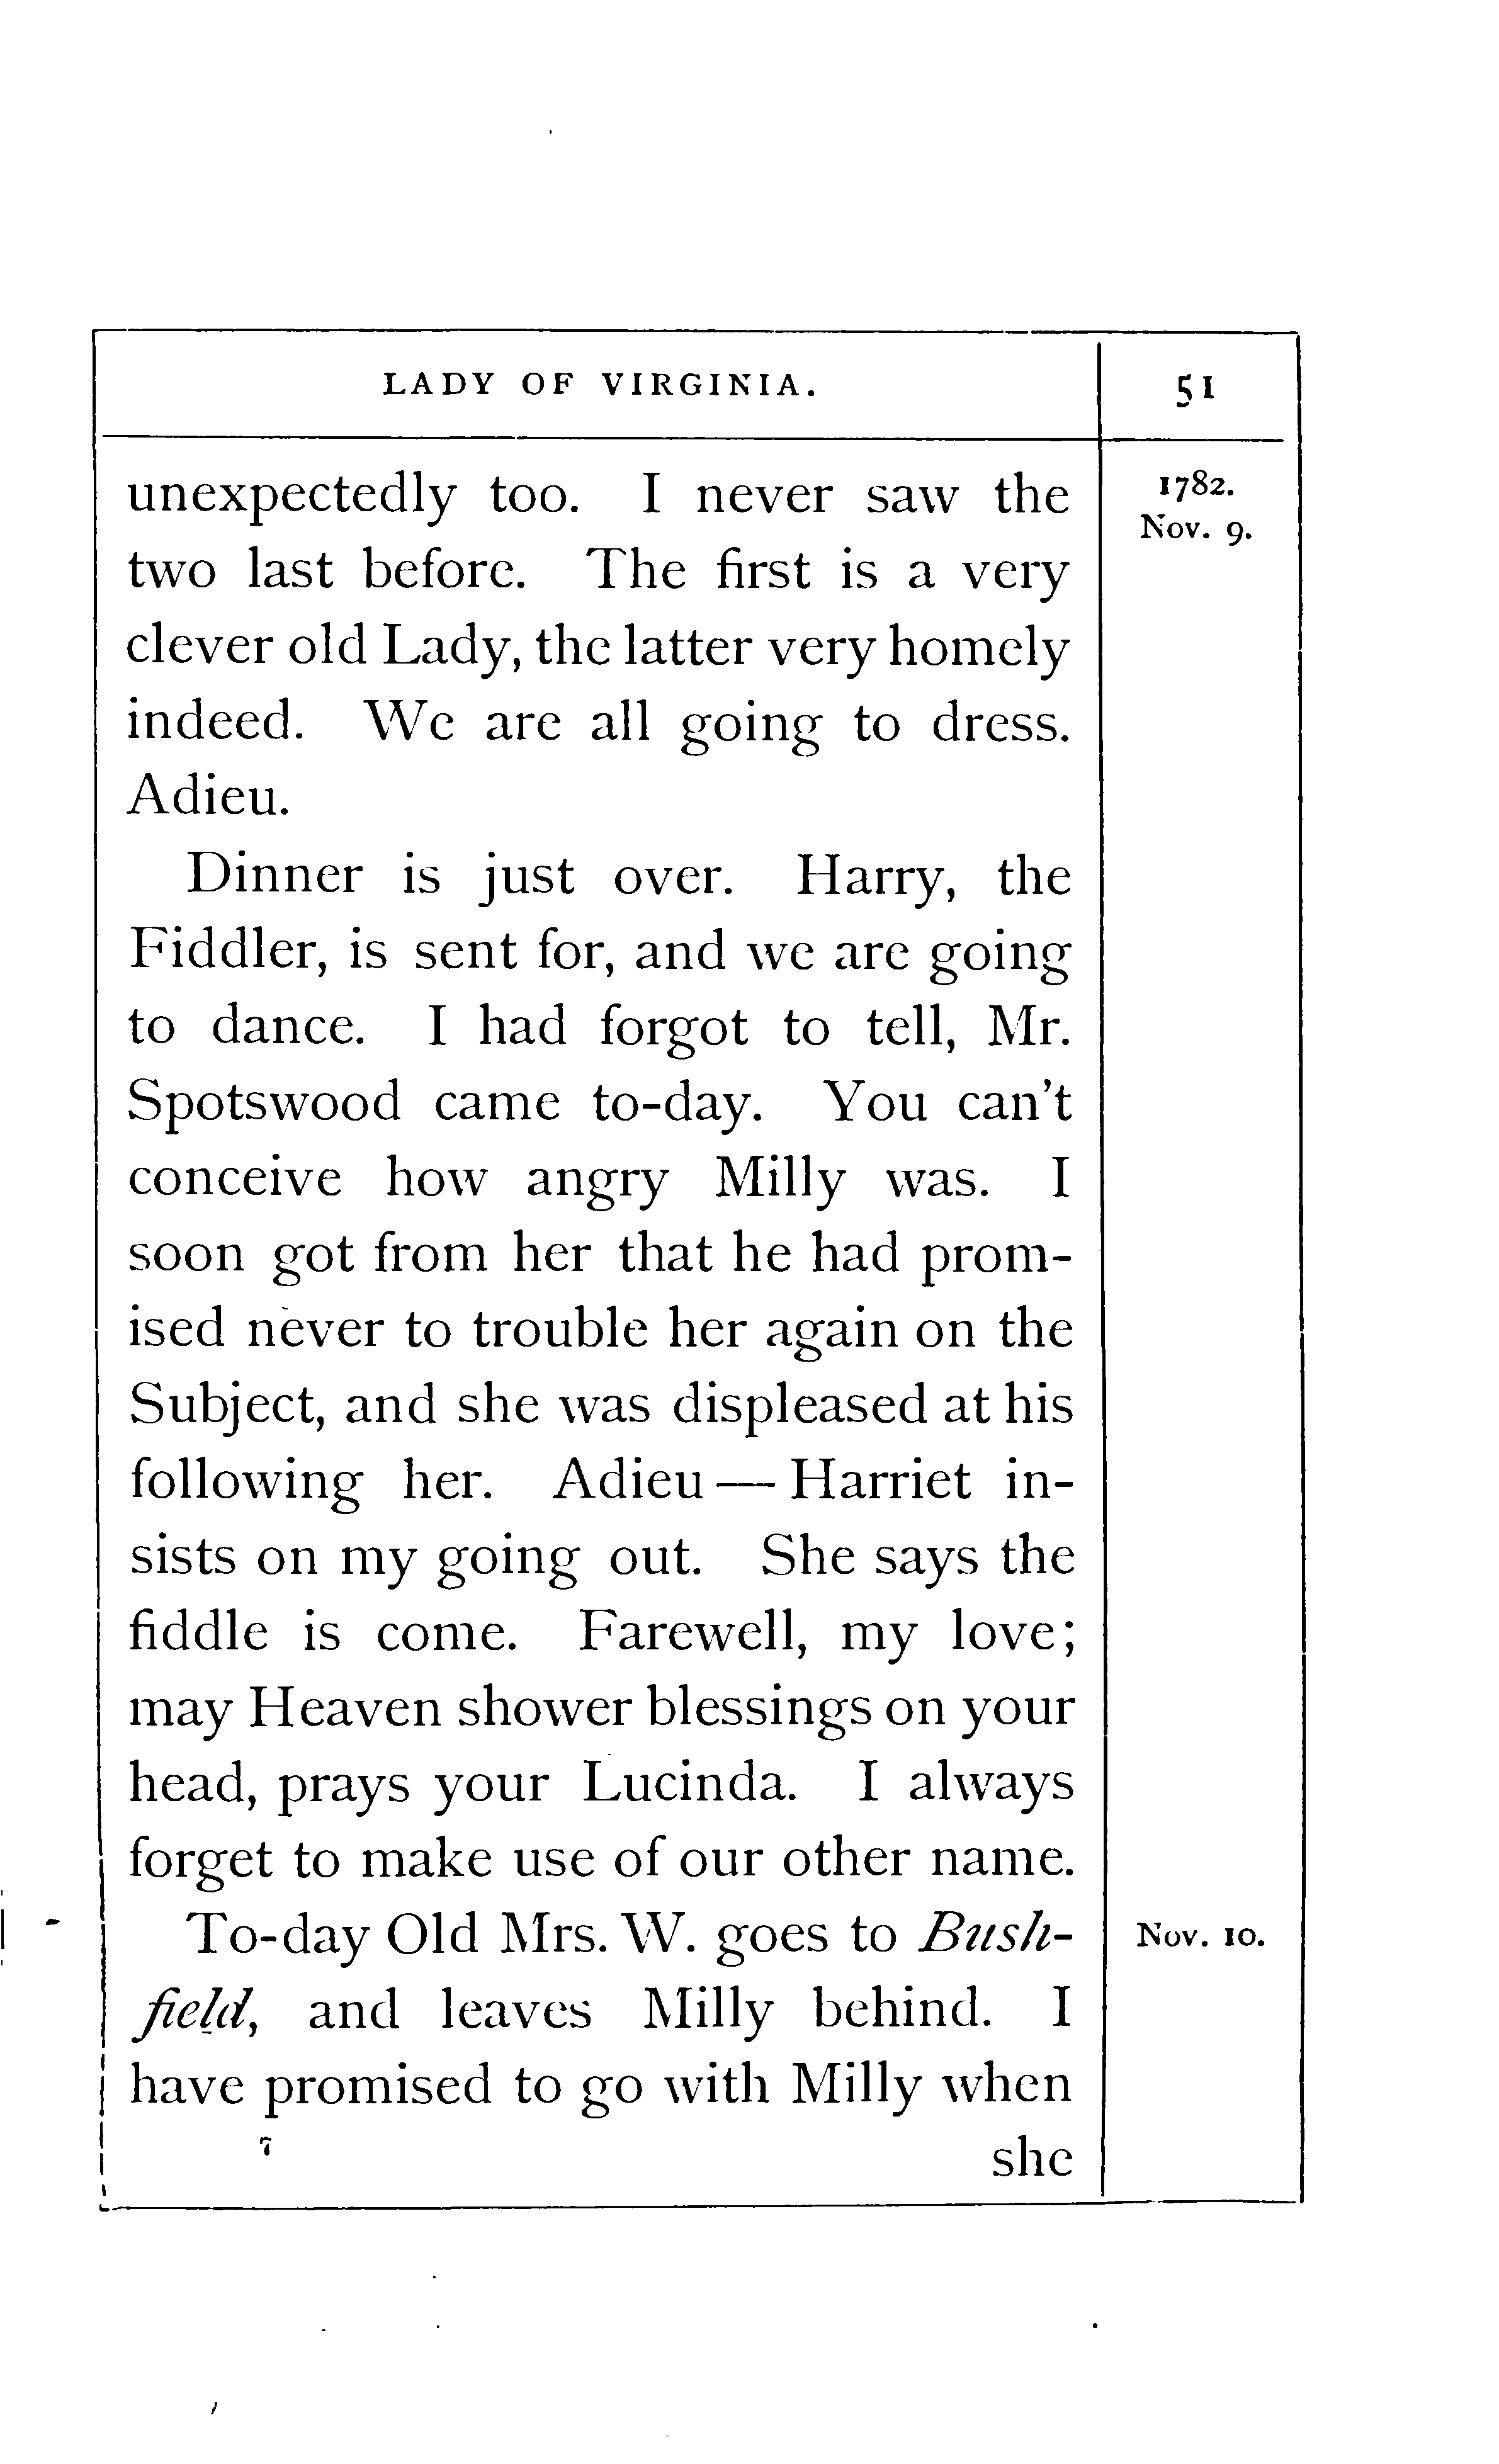 LADY OF VIRGINIA. 51
1782.
Nov. 9.
unexpectedly too. I never saw the
two last before. The first is a very
clever old Lady, the latter very homely
indeed. We are all going to dress.
Adieu.
Dinner is just over. Harry, the
Fiddler, is sent for, and we are going
to dance. I had forgot to tell, Mr.
Spotswood came to-day. You can't
conceive how angry Milly was. I
soon got from her that he had prom-
ised never to trouble her again on the
Subject, and she was displeased at his
following her. Adieu — Harriet in-
sists on my going out. She says the
fiddle is come. Farewell, my love;
may Heaven shower blessings on your
head, prays your Lucinda. I always
forget to make use of our other name.
Nov. 10.
To-day Old Mrs. W. goes to Bush-
field, and leaves Milly behind. I
have promised to go with Milly when
7 she